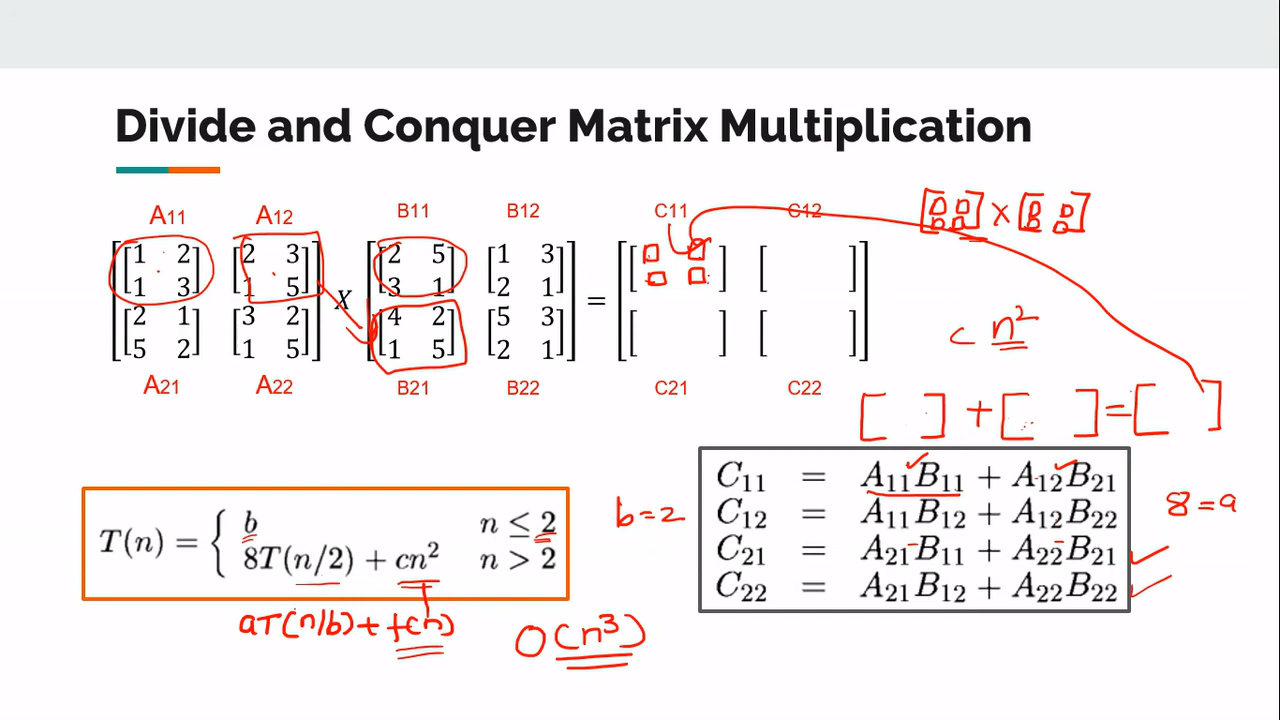 Divide and Conquer Matrix Multiplication
A11 A12 B11 B12 C11 C12
1 2 2 3 2 5 1 3
1 3 1 5 3 1 2 1
X =
2 1 3 2 4 2 5 3
5 2 1 5 1 5 2 1
A21 A22 B21 B22 C21 C22
[ ] X [ ]
c n²
[ ] + [ ] = [ ]
T(n) = { b n ≤ 2
8T(n/2) + cn² n > 2
aT(n/b) + f(n)
O(n³)
b=2
C11 = A11B11 + A12B21
C12 = A11B12 + A12B22
C21 = A21B11 + A22B21
C22 = A21B12 + A22B22
8=a